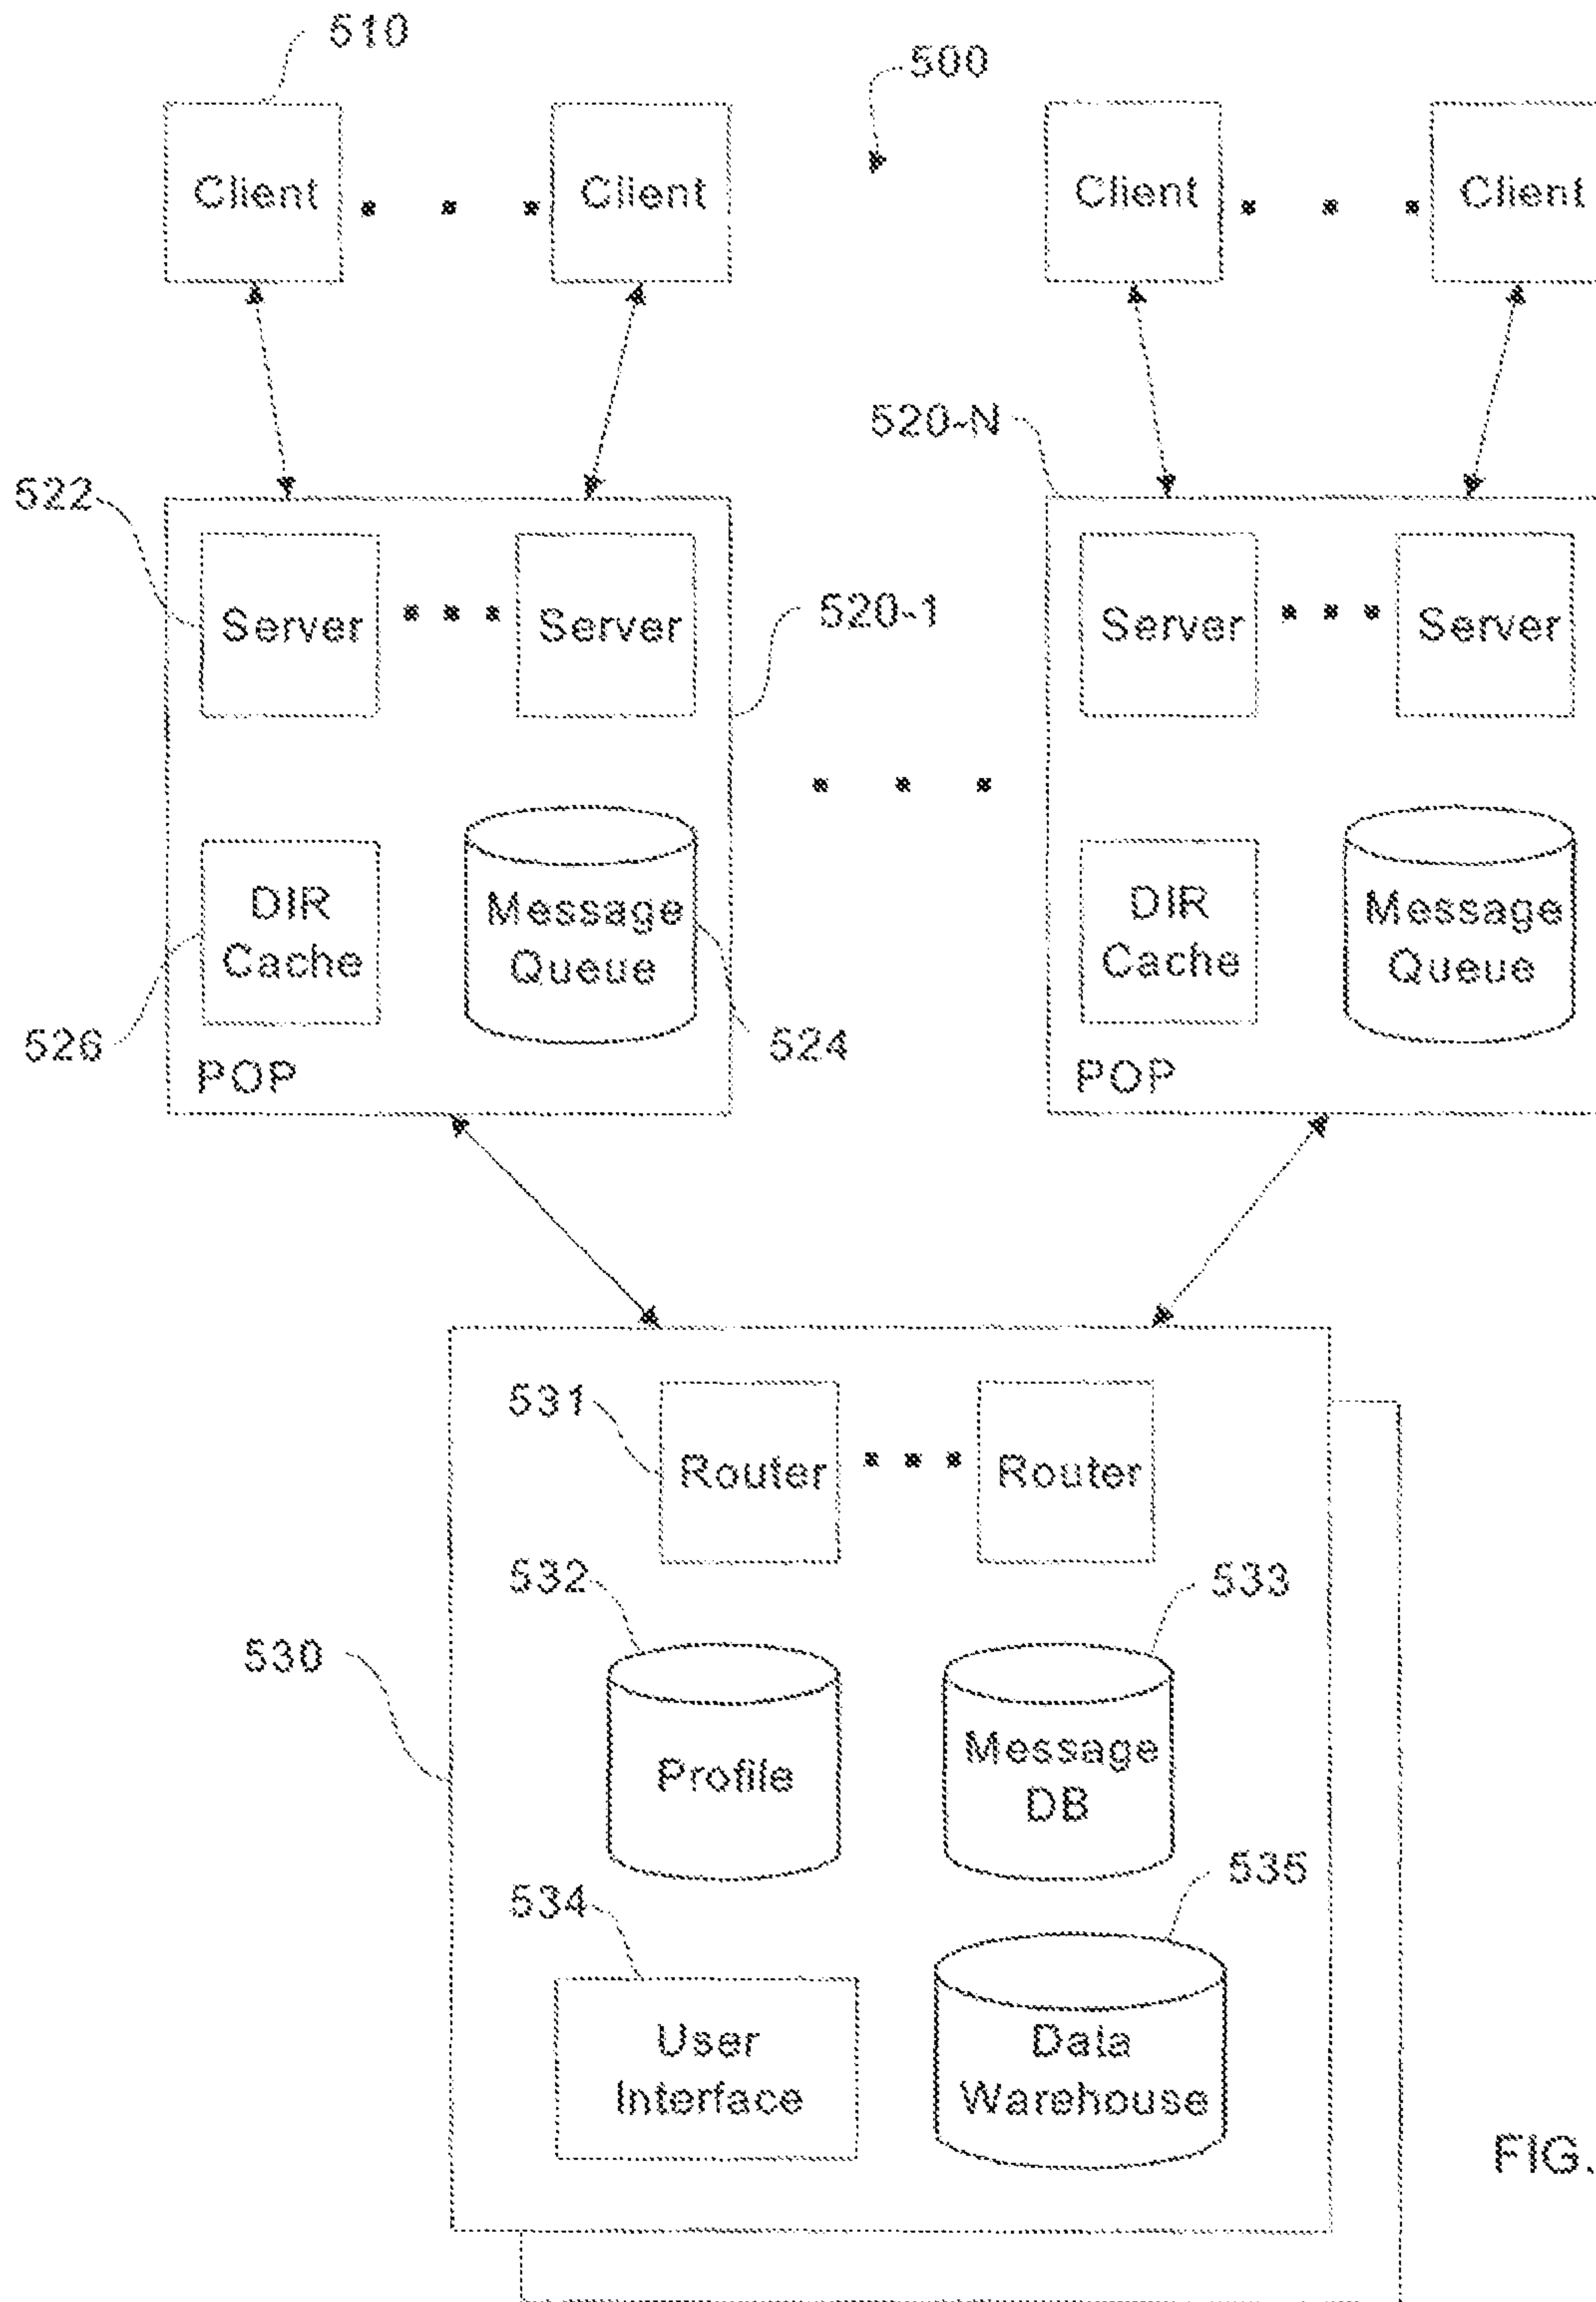 510
500
Client
Client
Client
Client
520-N
522
Server
Server
520-1
Server
Server
DIR
Cache
Message
Queue
DIR
Cache
Message
Queue
526
524
POP
POP
531
Router
Router
532
533
530
Profile
Message
DB
534
535
User
Interface
Data
Warehouse
FIG.